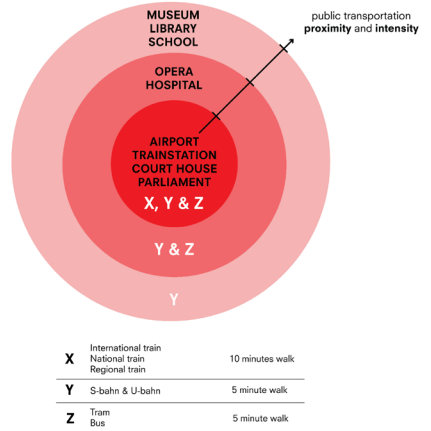 MUSEUM
LIBRARY
SCHOOL
public transportation
proximity and intensity
OPERA
HOSPITAL
AIRPORT
TRAINSTATION
COURT HOUSE
PARLIAMENT
X, Y & Z
Y & Z
Y
X International train
National train 10 minutes walk
Regional train
Y S-bahn & U-bahn 5 minute walk
Z Tram
Bus 5 minute walk